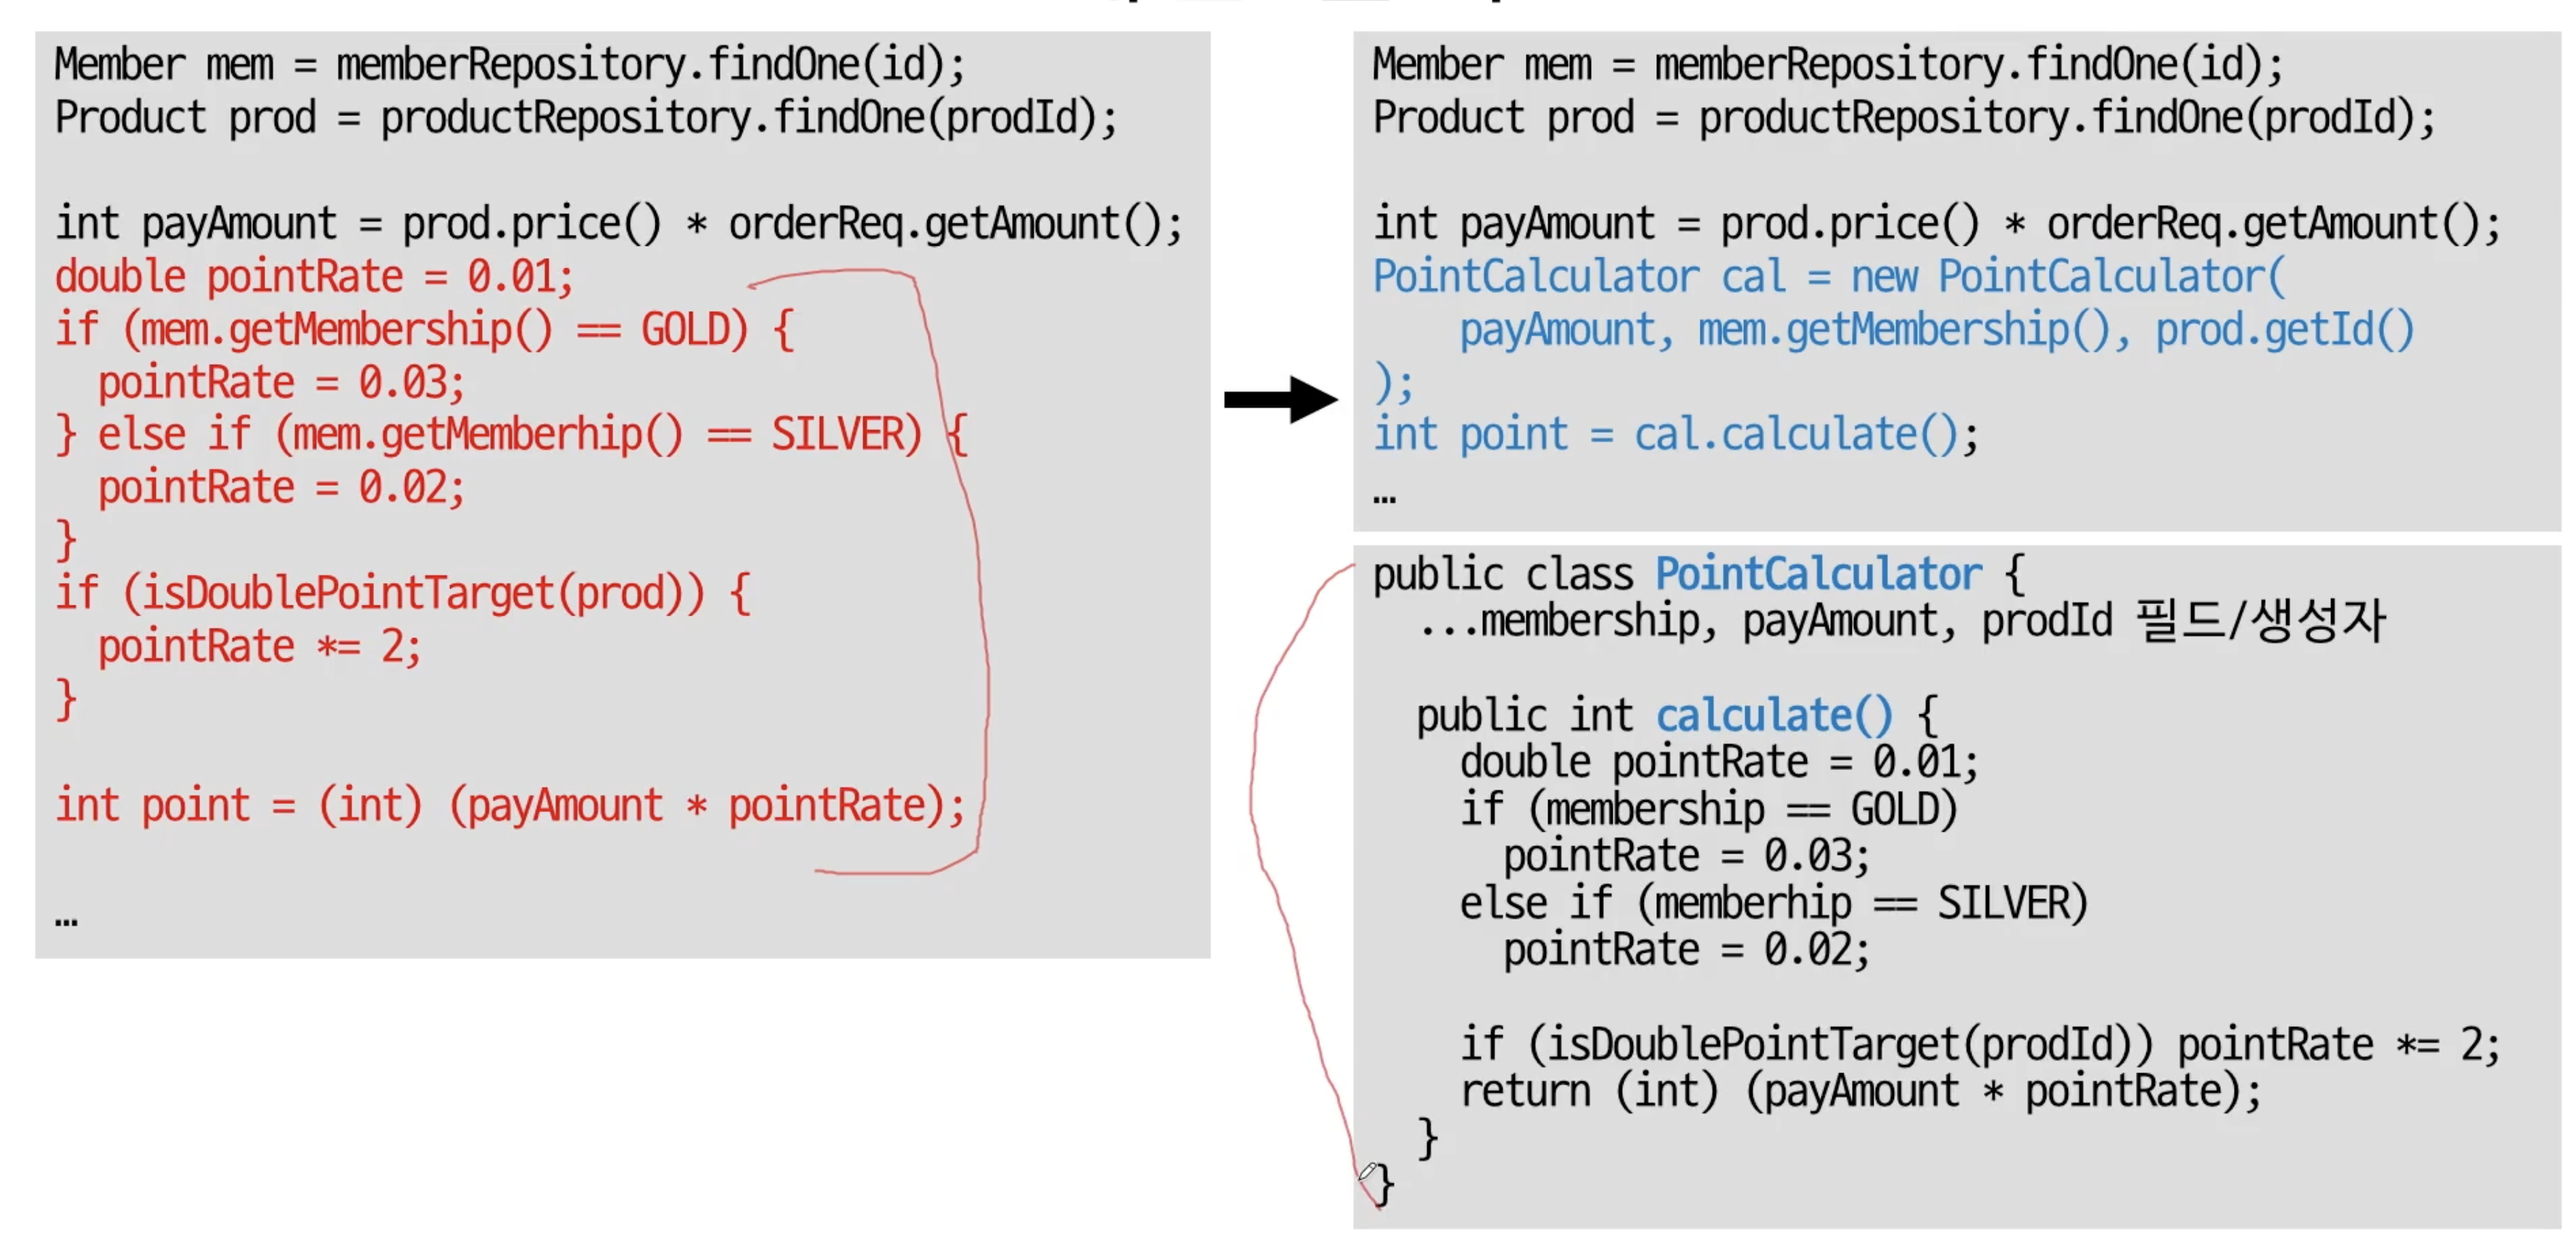 Member mem = memberRepository.findOne(id);
Product prod = productRepository.findOne(prodId);
int payAmount = prod.price() * orderReq.getAmount();
double pointRate = 0.01;
if (mem.getMembership() == GOLD) {
pointRate = 0.03;
} else if (mem.getMemberhip() == SILVER) {
pointRate = 0.02;
}
if (isDoublePointTarget(prod)) {
pointRate *= 2;
}
int point = (int) (payAmount * pointRate);
…
Member mem = memberRepository.findOne(id);
Product prod = productRepository.findOne(prodId);
int payAmount = prod.price() * orderReq.getAmount();
PointCalculator cal = new PointCalculator(
payAmount, mem.getMembership(), prod.getId()
);
int point = cal.calculate();
…
public class PointCalculator {
...membership, payAmount, prodId 필드/생성자
public int calculate() {
double pointRate = 0.01;
if (membership == GOLD)
pointRate = 0.03;
else if (memberhip == SILVER)
pointRate = 0.02;
if (isDoublePointTarget(prodId)) pointRate *= 2;
return (int) (payAmount * pointRate);
}
}